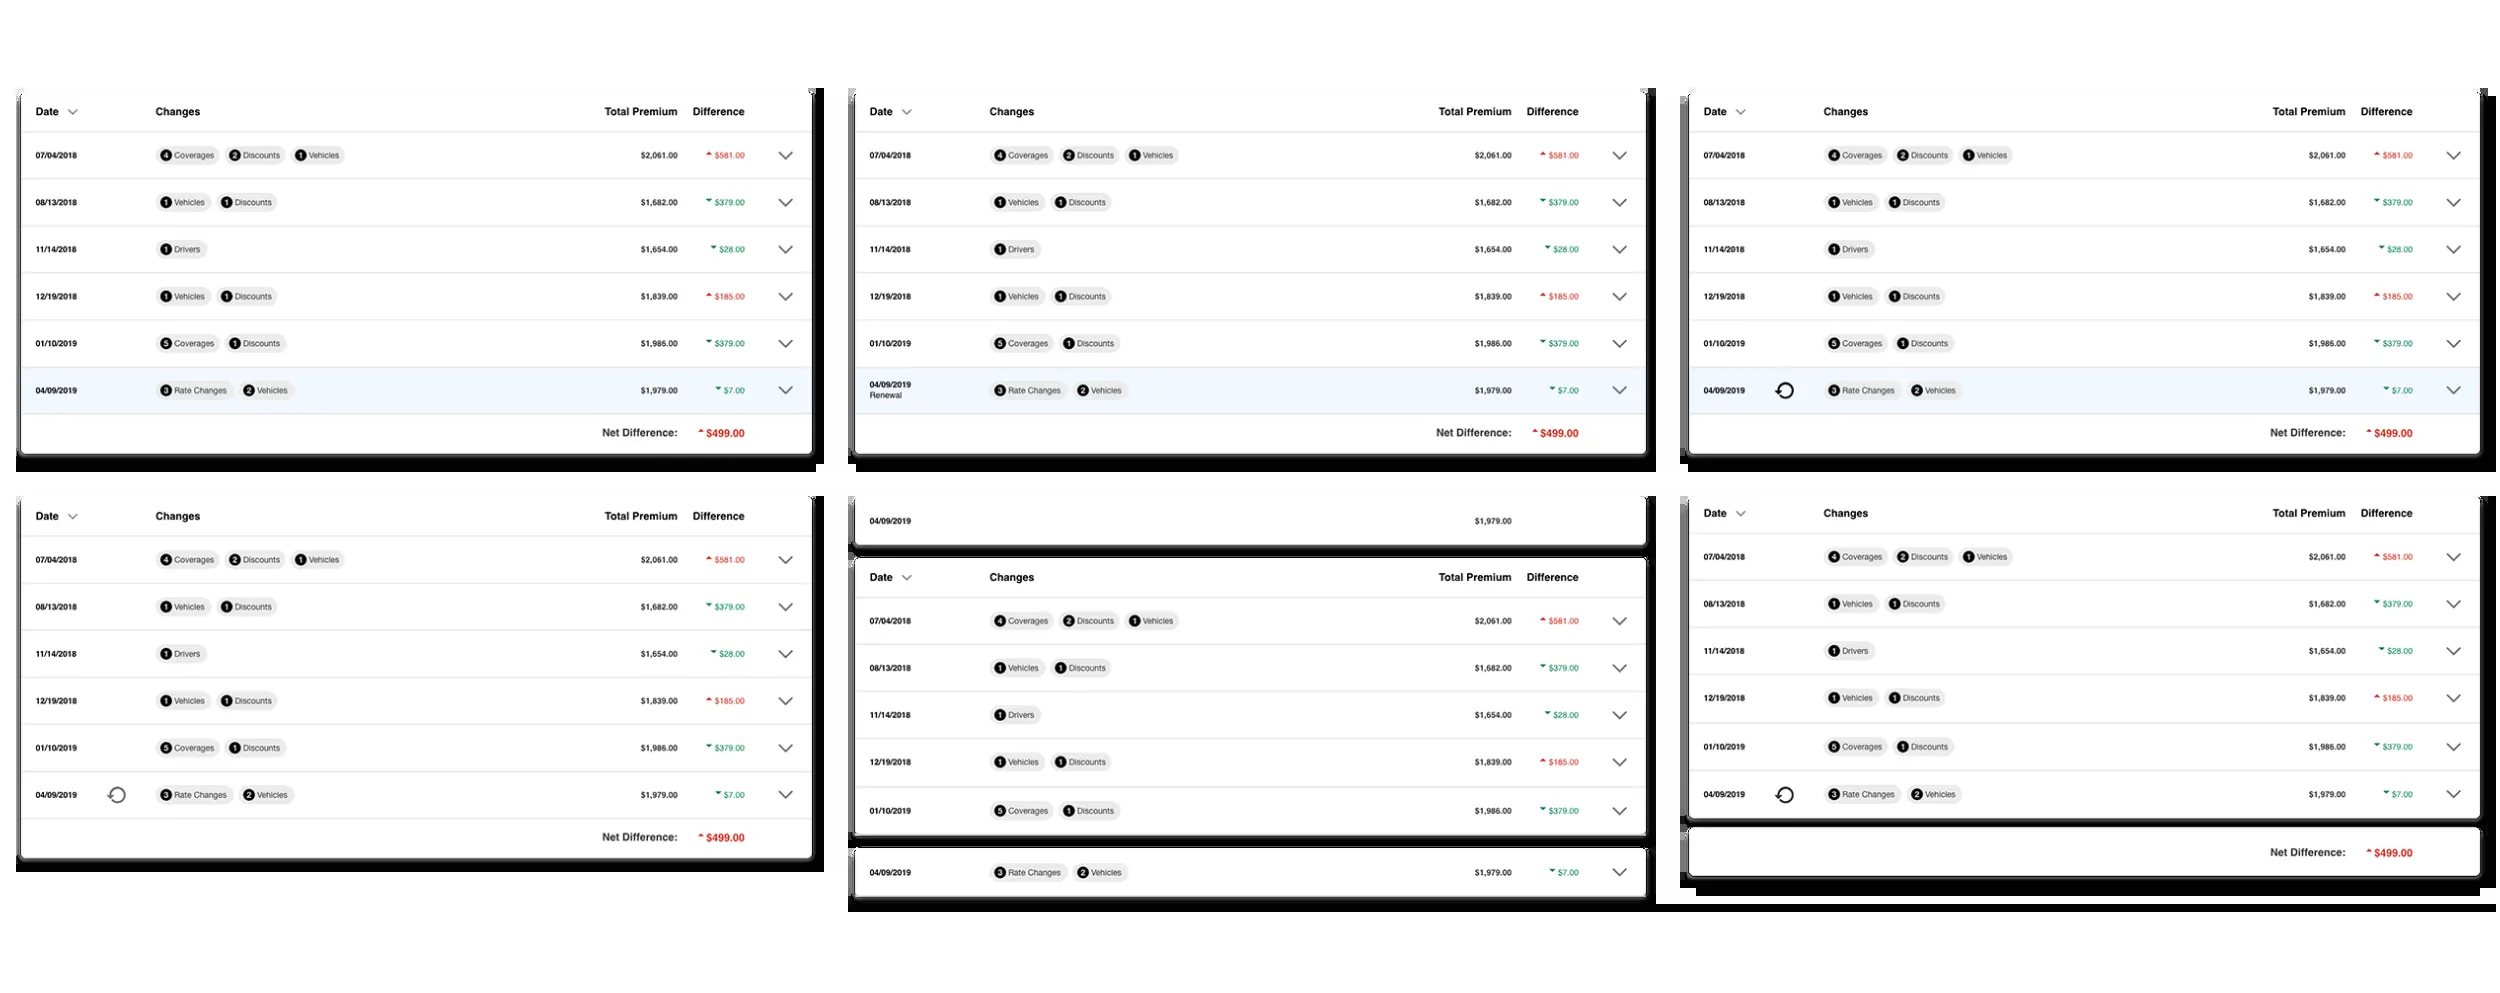 Date Changes Total Premium Difference
07/04/2018 4 Coverages 2 Discounts 1 Vehicles $2,061.00 $581.00
08/13/2018 1 Vehicles 1 Discounts $1,682.00 $379.00
11/14/2018 1 Drivers $1,654.00 $28.00
12/19/2018 1 Vehicles 1 Discounts $1,839.00 $185.00
01/10/2019 5 Coverages 1 Discounts $1,986.00 $379.00
04/09/2019 3 Rate Changes 2 Vehicles $1,979.00 $7.00
Net Difference: $499.00
Date Changes Total Premium Difference
07/04/2018 4 Coverages 2 Discounts 1 Vehicles $2,061.00 $581.00
08/13/2018 1 Vehicles 1 Discounts $1,682.00 $379.00
11/14/2018 1 Drivers $1,654.00 $28.00
12/19/2018 1 Vehicles 1 Discounts $1,839.00 $185.00
01/10/2019 5 Coverages 1 Discounts $1,986.00 $379.00
04/09/2019 3 Rate Changes 2 Vehicles $1,979.00 $7.00
Renewal
Net Difference: $499.00
Date Changes Total Premium Difference
07/04/2018 4 Coverages 2 Discounts 1 Vehicles $2,061.00 $581.00
08/13/2018 1 Vehicles 1 Discounts $1,682.00 $379.00
11/14/2018 1 Drivers $1,654.00 $28.00
12/19/2018 1 Vehicles 1 Discounts $1,839.00 $185.00
01/10/2019 5 Coverages 1 Discounts $1,986.00 $379.00
04/09/2019 3 Rate Changes 2 Vehicles $1,979.00 $7.00
Net Difference: $499.00
Date Changes Total Premium Difference
07/04/2018 4 Coverages 2 Discounts 1 Vehicles $2,061.00 $581.00
08/13/2018 1 Vehicles 1 Discounts $1,682.00 $379.00
11/14/2018 1 Drivers $1,654.00 $28.00
12/19/2018 1 Vehicles 1 Discounts $1,839.00 $185.00
01/10/2019 5 Coverages 1 Discounts $1,986.00 $379.00
04/09/2019 3 Rate Changes 2 Vehicles $1,979.00 $7.00
Net Difference: $499.00
04/09/2019 $1,979.00
Date Changes Total Premium Difference
07/04/2018 4 Coverages 2 Discounts 1 Vehicles $2,061.00 $581.00
08/13/2018 1 Vehicles 1 Discounts $1,682.00 $379.00
11/14/2018 1 Drivers $1,654.00 $28.00
12/19/2018 1 Vehicles 1 Discounts $1,839.00 $185.00
01/10/2019 5 Coverages 1 Discounts $1,986.00 $379.00
04/09/2019 3 Rate Changes 2 Vehicles $1,979.00 $7.00
Date Changes Total Premium Difference
07/04/2018 4 Coverages 2 Discounts 1 Vehicles $2,061.00 $581.00
08/13/2018 1 Vehicles 1 Discounts $1,682.00 $379.00
11/14/2018 1 Drivers $1,654.00 $28.00
12/19/2018 1 Vehicles 1 Discounts $1,839.00 $185.00
01/10/2019 5 Coverages 1 Discounts $1,986.00 $379.00
04/09/2019 3 Rate Changes 2 Vehicles $1,979.00 $7.00
Net Difference: $499.00